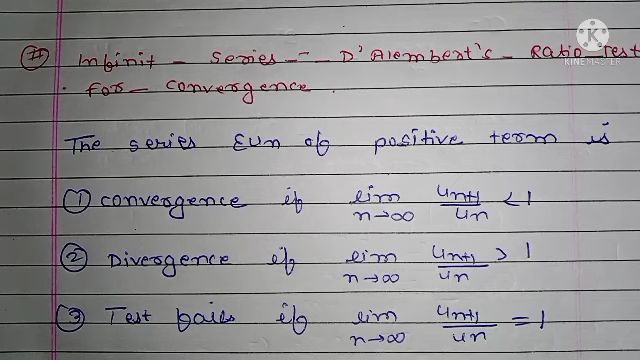 # Infinit - Series - D'Alembert's - Ratio Test
KINEMASTER
for - convergence
The series Σun of positive term is
① convergence if lim n→∞ un+1/un < 1
② Divergence if lim n→∞ un+1/un > 1
③ Test fails if lim n→∞ un+1/un = 1